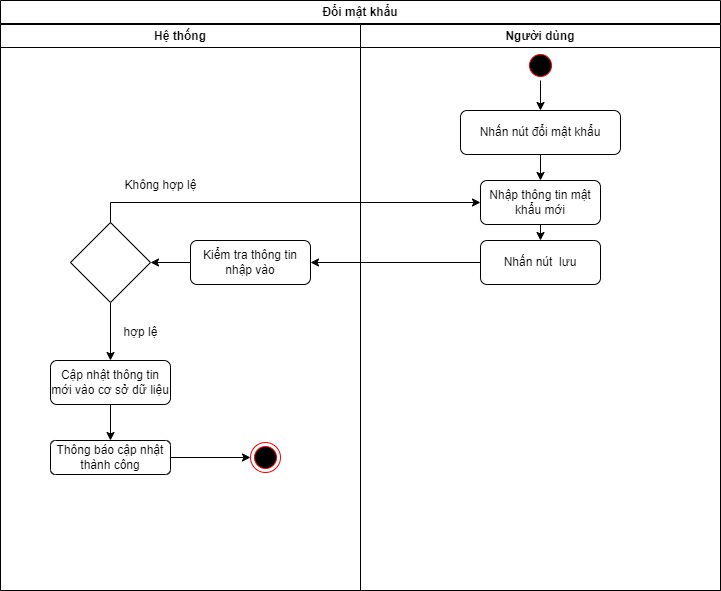 Đổi mật khẩu
Hệ thống
Người dùng
Nhấn nút đổi mật khẩu
Không hợp lệ
Nhập thông tin mật
khẩu mới
Kiểm tra thông tin
nhập vào
Nhấn nút lưu
hợp lệ
Cập nhật thông tin
mới vào cơ sở dữ liệu
Thông báo cập nhật
thành công